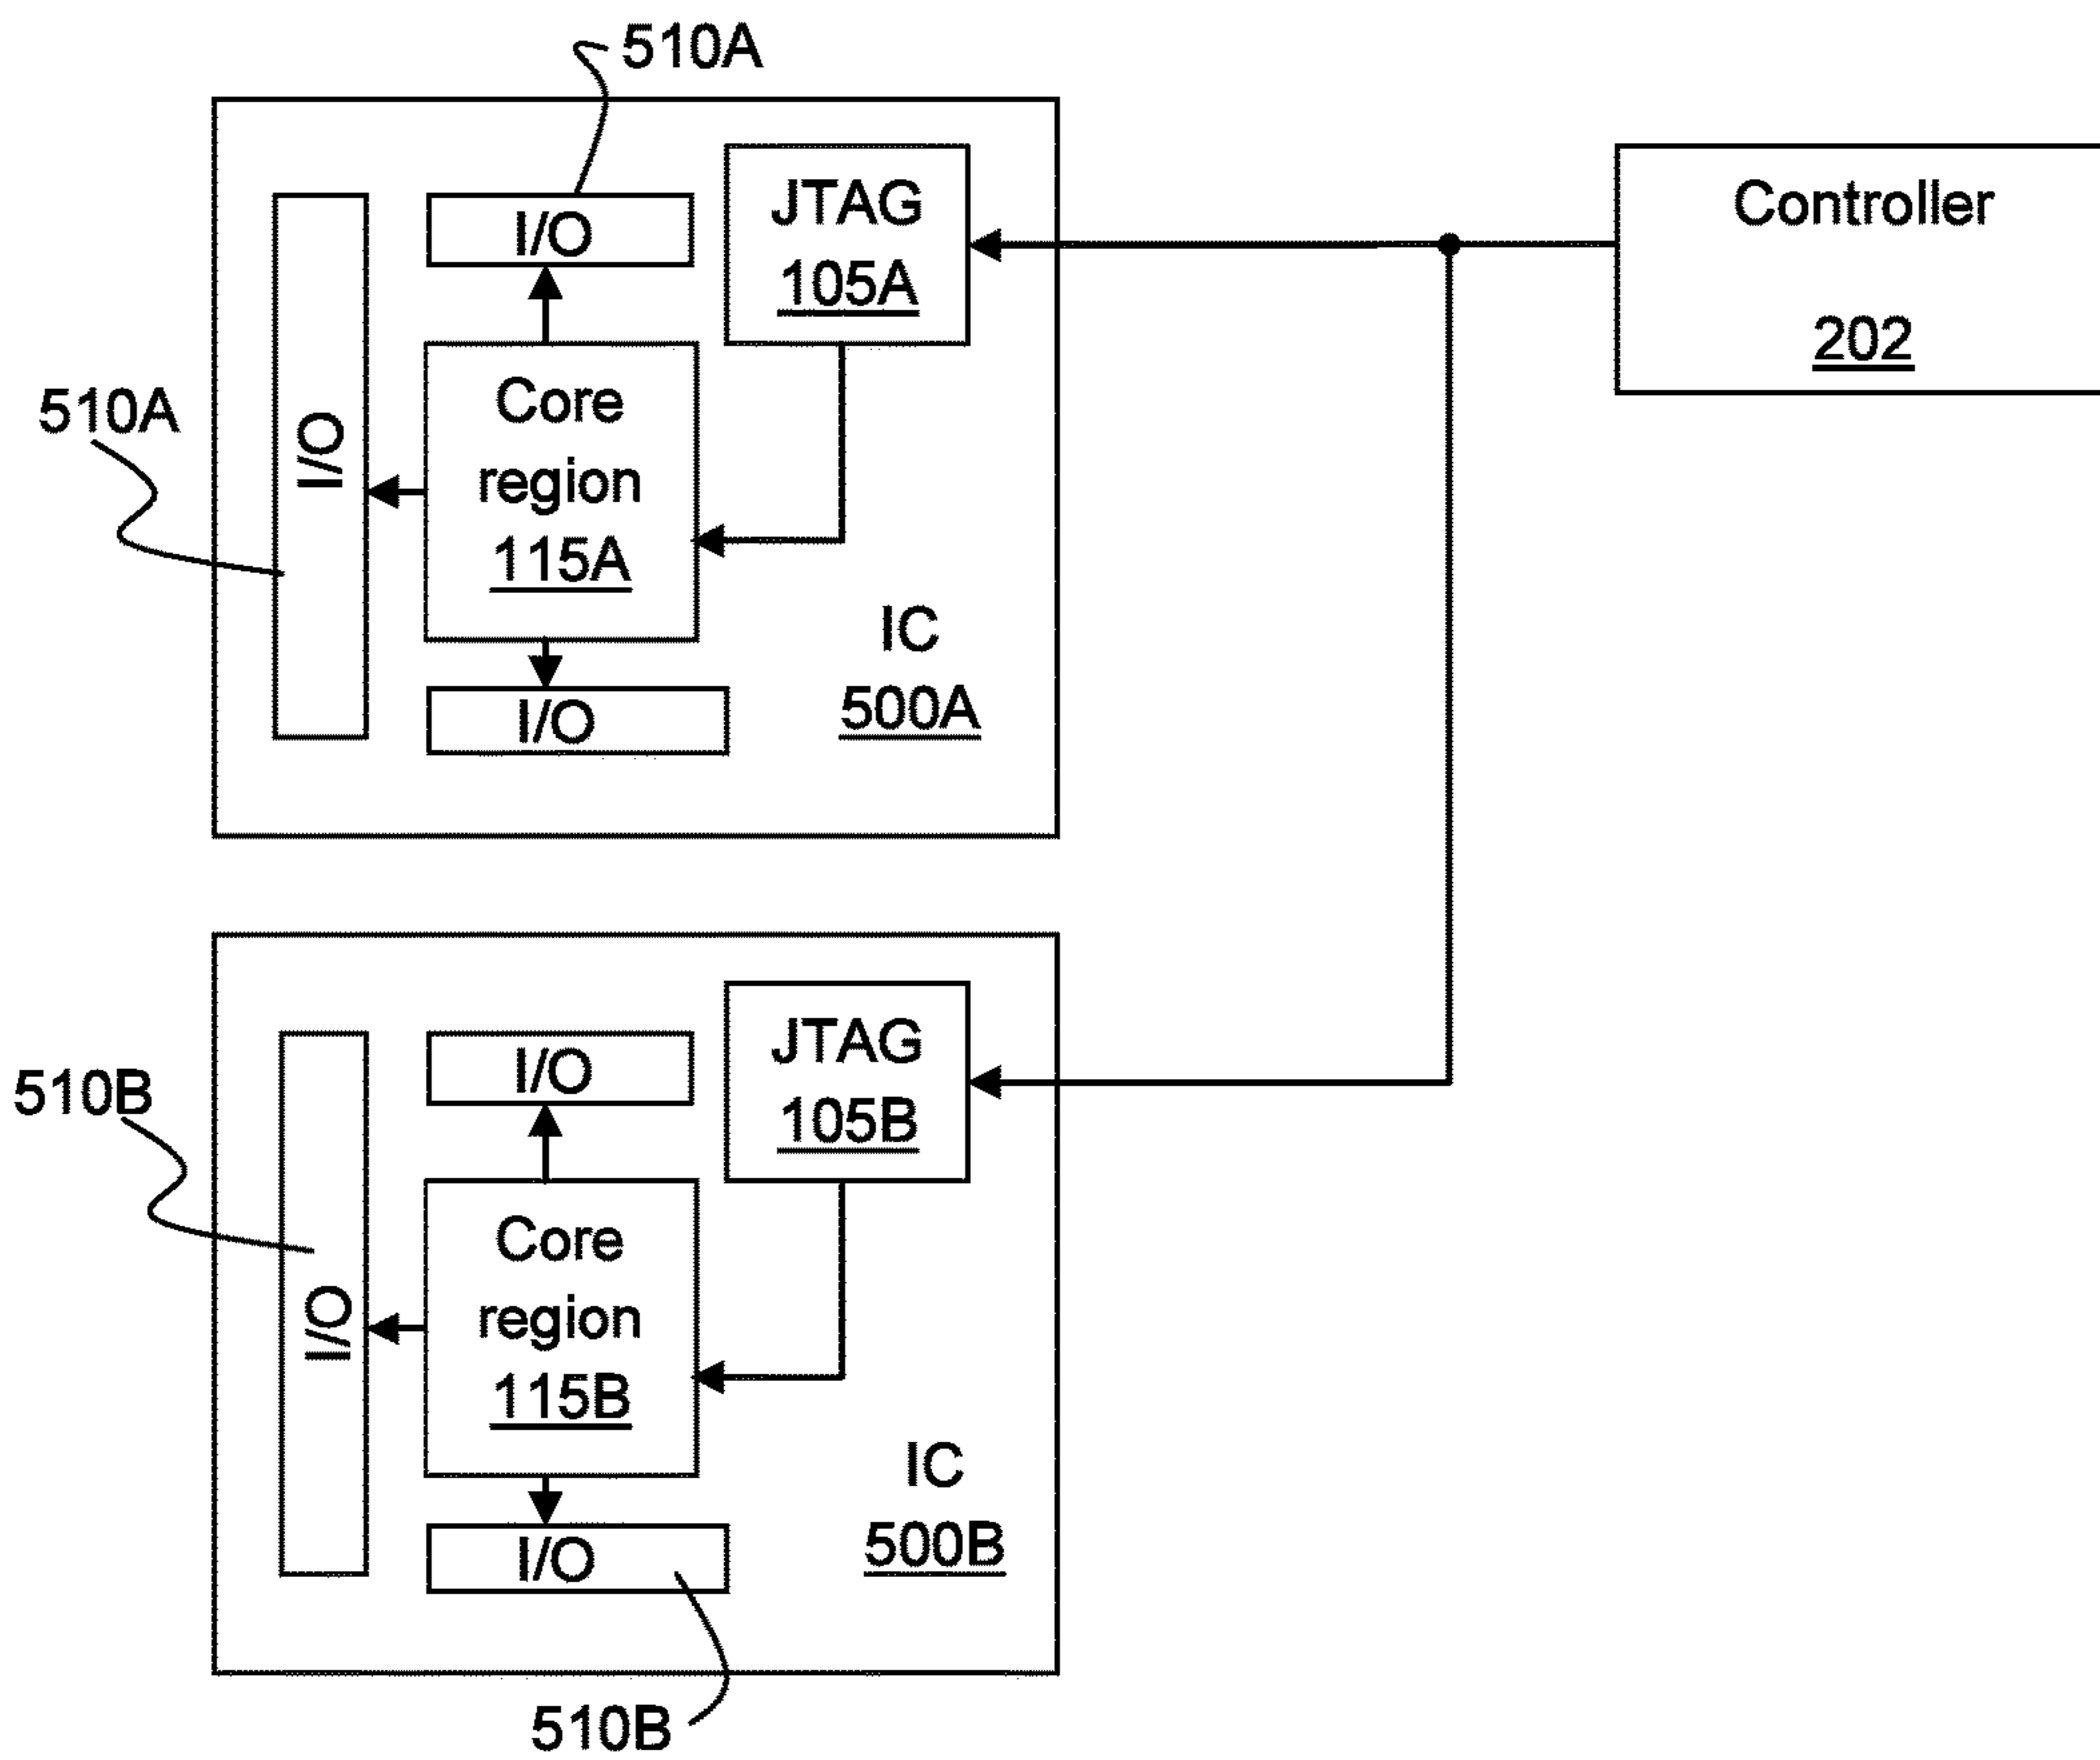 510A
I/O
JTAG
105A
Controller
202
510A
I/O
Core
region
115A
IC
500A
I/O
510B
I/O
JTAG
105B
I/O
Core
region
115B
IC
500B
I/O
510B